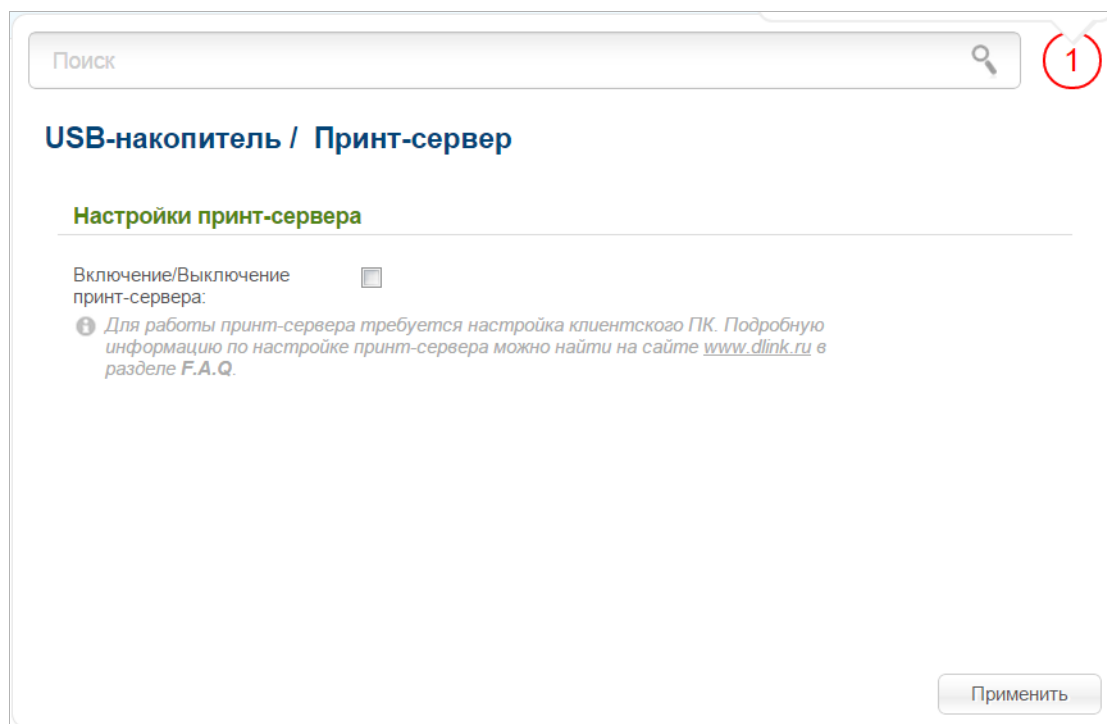 Поиск
1
USB-накопитель / Принт-сервер
Настройки принт-сервера
Включение/Выключение
принт-сервера:
Для работы принт-сервера требуется настройка клиентского ПК. Подробную
информацию по настройке принт-сервера можно найти на сайте www.dlink.ru в
разделе F.A.Q.
Применить